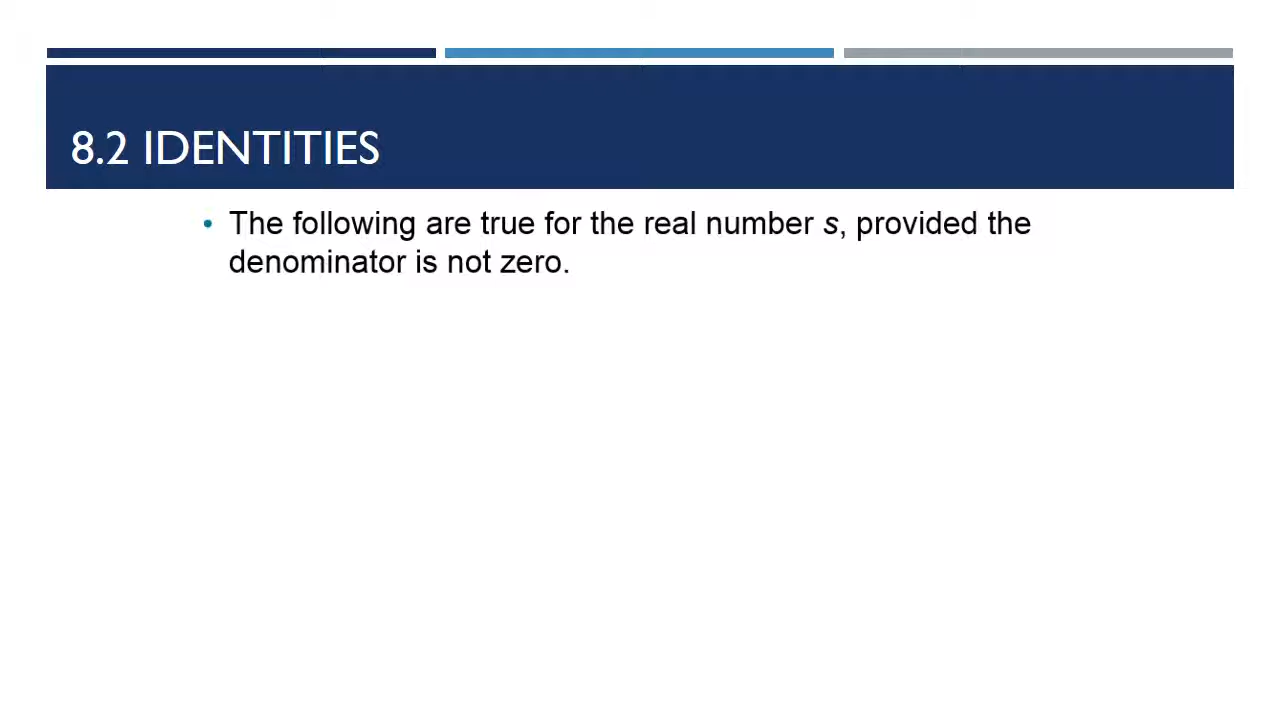 8.2 IDENTITIES
• The following are true for the real number s, provided the
denominator is not zero.